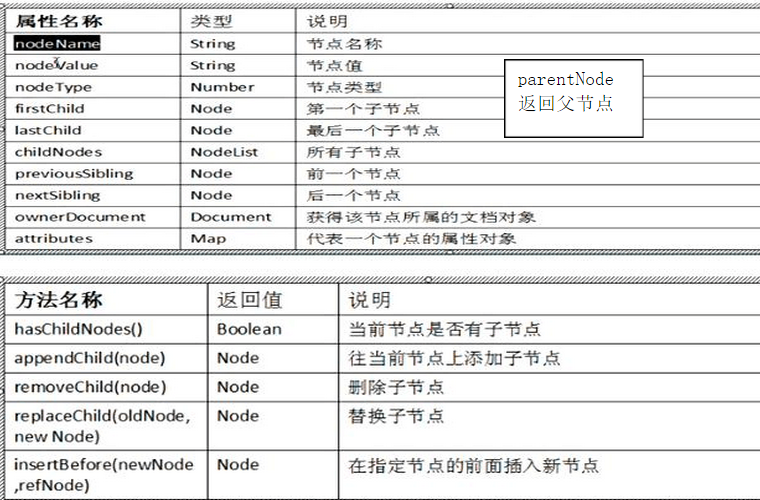 属性名称 类型 说明
nodeName String 节点名称
nodeValue String 节点值
nodeType Number 节点类型
firstChild Node 第一个子节点
lastChild Node 最后一个子节点
childNodes NodeList 所有子节点
previousSibling Node 前一个节点
nextSibling Node 后一个节点
ownerDocument Document 获得该节点所属的文档对象
attributes Map 代表一个节点的属性对象
parentNode
返回父节点
方法名称 返回值 说明
hasChildNodes() Boolean 当前节点是否有子节点
appendChild(node) Node 往当前节点上添加子节点
removeChild(node) Node 删除子节点
replaceChild(oldNode, Node 替换子节点
new Node)
insertBefore(newNode Node 在指定节点的前面插入新节点
,refNode)